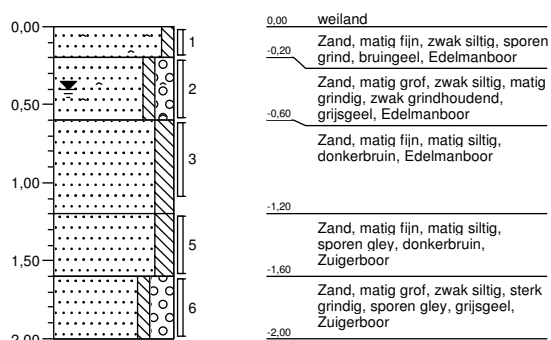 0,00
0,50
1,00
1,50
2,00
1
2
3
5
6
0,00 weiland
Zand, matig fijn, zwak siltig, sporen
grind, bruingeel, Edelmanboor
-0,20
Zand, matig grof, zwak siltig, matig
grindig, zwak grindhoudend,
grijsgeel, Edelmanboor
-0,60
Zand, matig fijn, matig siltig,
donkerbruin, Edelmanboor
-1,20
Zand, matig fijn, matig siltig,
sporen gley, donkerbruin,
Zuigerboor
-1,60
Zand, matig grof, zwak siltig, sterk
grindig, sporen gley, grijsgeel,
Zuigerboor
-2,00